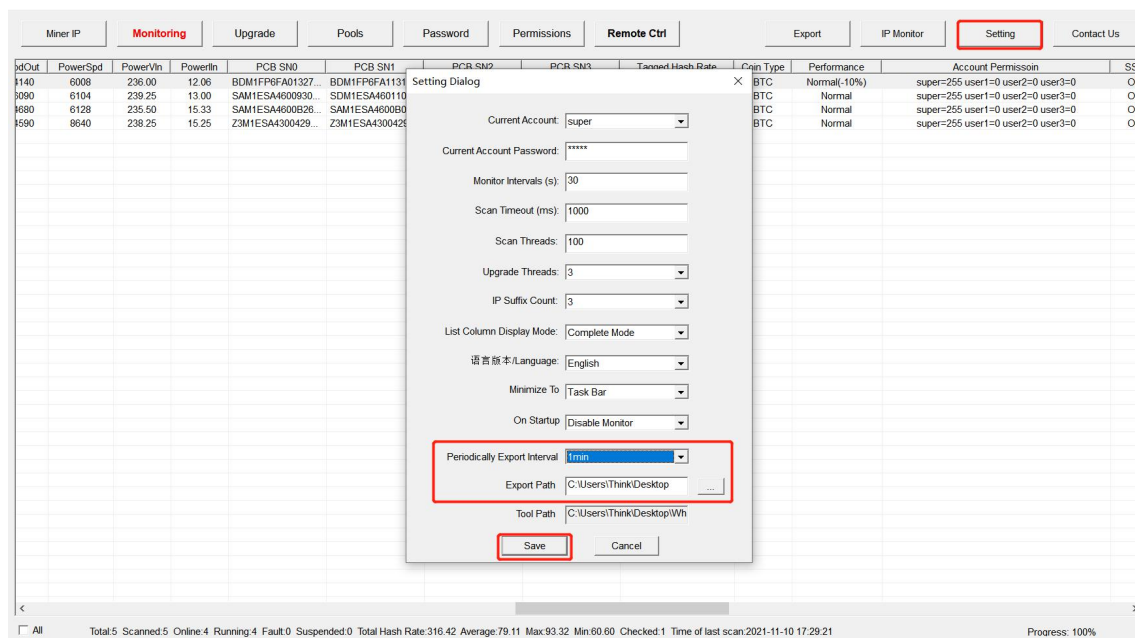 Miner IP Monitoring Upgrade Pools Password Permissions Remote Ctrl Export IP Monitor Setting Contact Us
PowerSpd PowerVIn PowerIin PCB SN0 PCB SN1 PCB SN2 PCB SN3 Tagged Hash Rate Coin Type Performance Account Permissoin
6008 236.00 12.06 BDM1FP6FA01327... BDM1FP6FA1131 BTC Normal(-10%) super=255 user1=0 user2=0 user3=0
6104 239.25 13.00 SAM1ESA4600930... SDM1ESA460110 BTC Normal super=255 user1=0 user2=0 user3=0
6128 235.50 15.33 SAM1ESA4600B26... SAM1ESA4600B0 BTC Normal super=255 user1=0 user2=0 user3=0
8640 238.25 15.25 Z3M1ESA4300429... Z3M1ESA4300429 BTC Normal super=255 user1=0 user2=0 user3=0
Setting Dialog
Current Account: super
Current Account Password: *****
Monitor Intervals (s): 30
Scan Timeout (ms): 1000
Scan Threads: 100
Upgrade Threads: 3
IP Suffix Count: 3
List Column Display Mode: Complete Mode
语言版本/Language: English
Minimize To Task Bar
On Startup Disable Monitor
Periodically Export Interval 1min
Export Path C:\Users\Think\Desktop ...
Tool Path C:\Users\Think\Desktop\Wh
Save Cancel
All Total:5 Scanned:5 Online:4 Running:4 Fault:0 Suspended:0 Total Hash Rate:316.42 Average:79.11 Max:93.32 Min:60.60 Checked:1 Time of last scan:2021-11-10 17:29:21 Progress: 100%